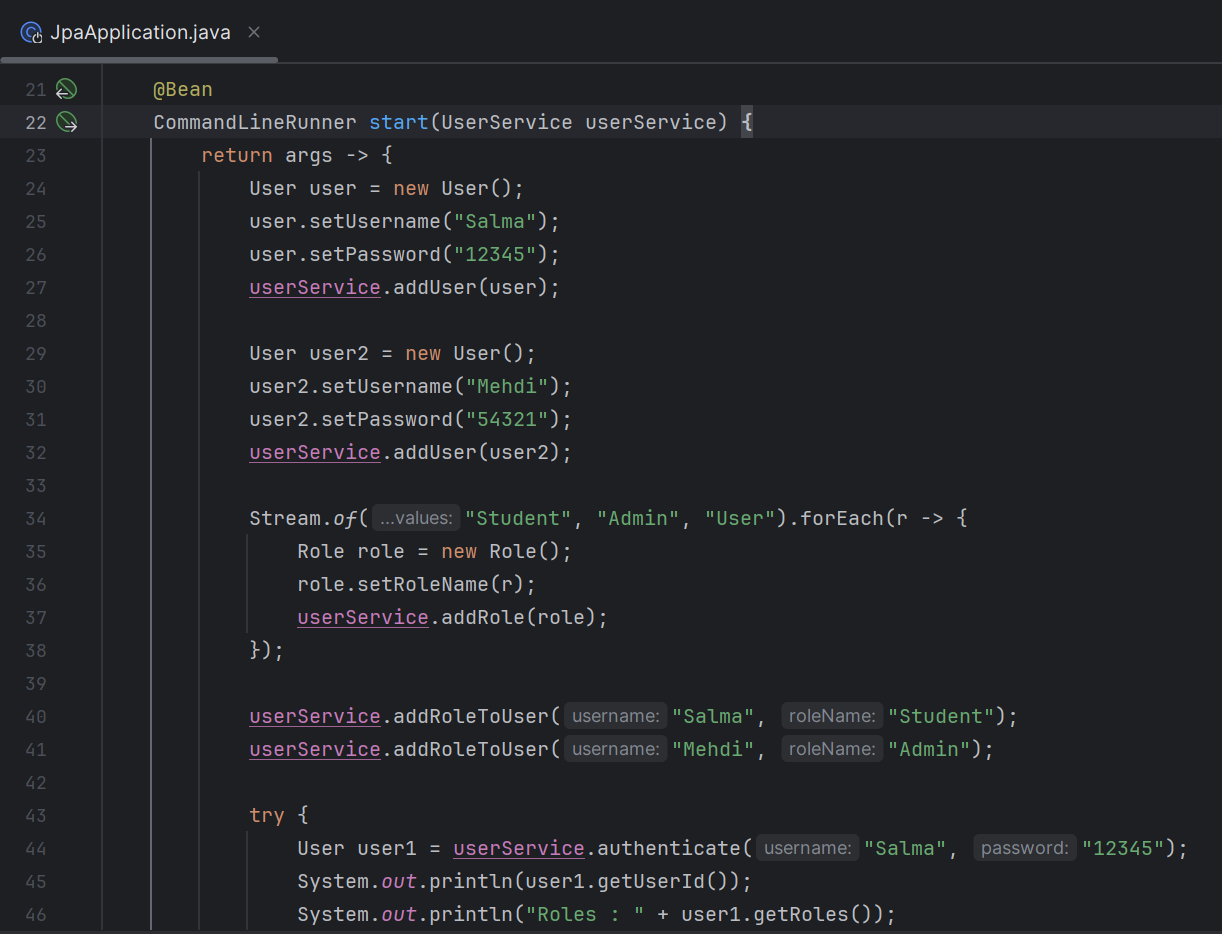 JpaApplication.java
21 @Bean
22 CommandLineRunner start(UserService userService) {
23 return args -> {
24 User user = new User();
25 user.setUsername("Salma");
26 user.setPassword("12345");
27 userService.addUser(user);
28
29 User user2 = new User();
30 user2.setUsername("Mehdi");
31 user2.setPassword("54321");
32 userService.addUser(user2);
33
34 Stream.of( ...values: "Student", "Admin", "User").forEach(r -> {
35 Role role = new Role();
36 role.setRoleName(r);
37 userService.addRole(role);
38 });
39
40 userService.addRoleToUser( username: "Salma", roleName: "Student");
41 userService.addRoleToUser( username: "Mehdi", roleName: "Admin");
42
43 try {
44 User user1 = userService.authenticate( username: "Salma", password: "12345");
45 System.out.println(user1.getUserId());
46 System.out.println("Roles : " + user1.getRoles());